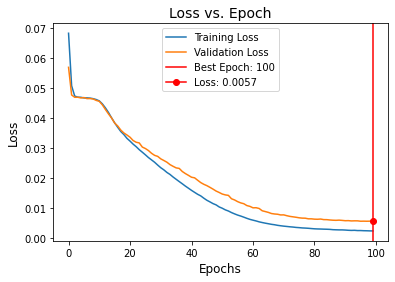 Loss vs. Epoch
Training Loss
Validation Loss
Best Epoch: 100
Loss: 0.0057
Loss
0.07
0.06
0.05
0.04
0.03
0.02
0.01
0.00
0
20
40
60
80
100
Epochs